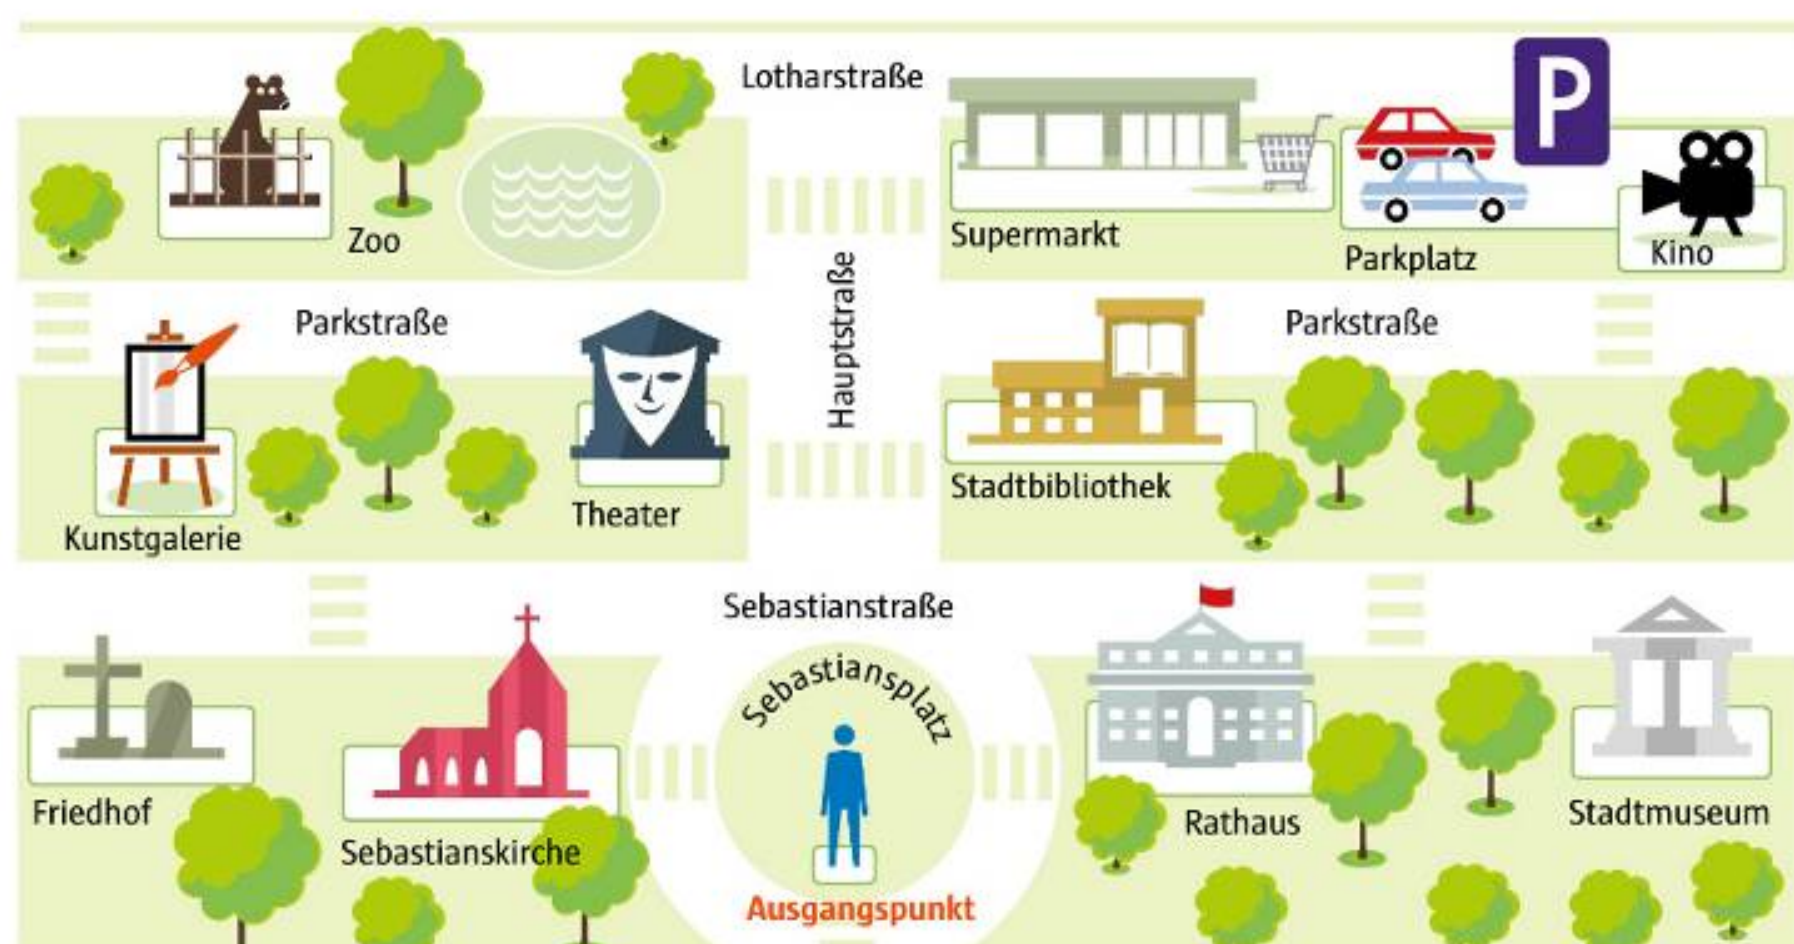 Lotharstraße
P
Zoo
Supermarkt
Parkplatz
Kino
Hauptstraße
Parkstraße
Parkstraße
Kunstgalerie
Theater
Stadtbibliothek
Sebastianstraße
Sebastiansplatz
Friedhof
Sebastianskirche
Rathaus
Stadtmuseum
Ausgangspunkt